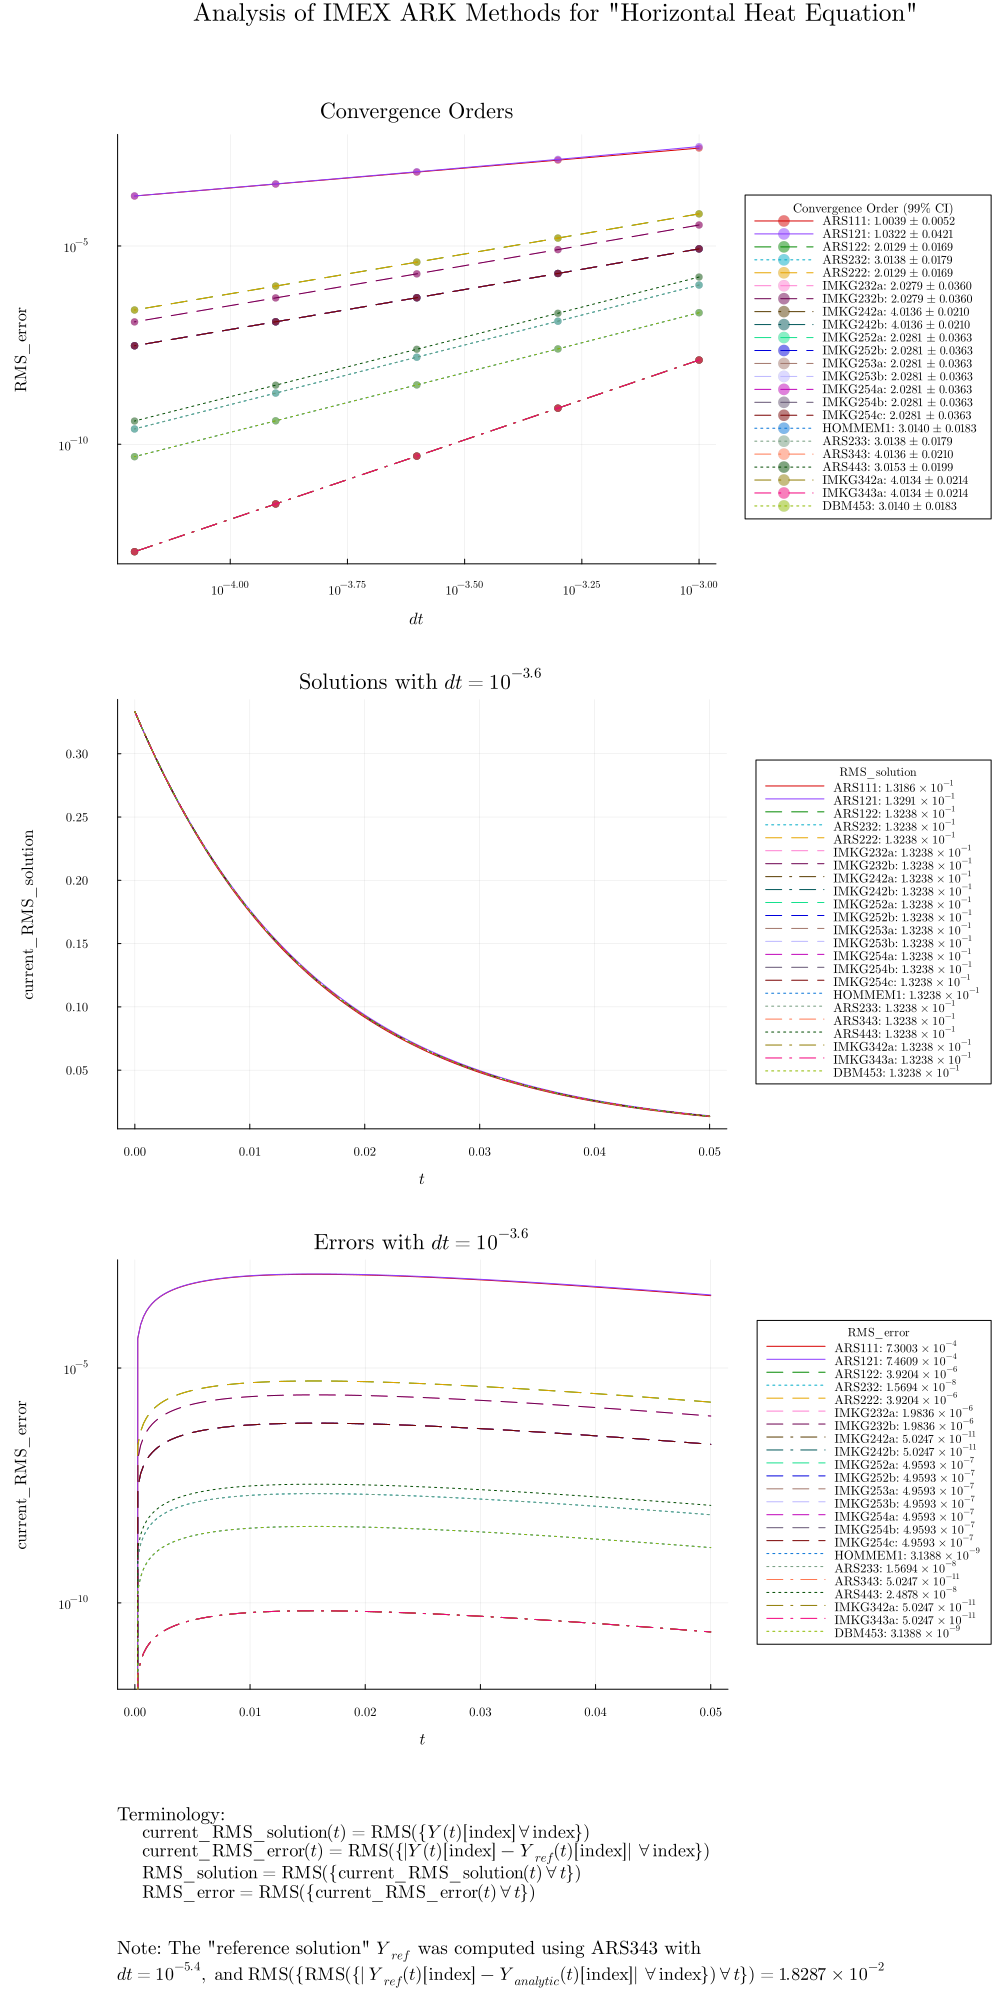 Analysis of IMEX ARK Methods for "Horizontal Heat Equation"
Convergence Orders
RMS_error
10⁻⁵
10⁻¹⁰
10⁻⁴·⁰⁰ 10⁻³·⁷⁵ 10⁻³·⁵⁰ 10⁻³·²⁵ 10⁻³·⁰⁰
dt
Convergence Order (99% CI)
ARS111: 1.0039 ± 0.0052
ARS121: 1.0322 ± 0.0421
ARS122: 2.0129 ± 0.0169
ARS232: 3.0138 ± 0.0179
ARS222: 2.0129 ± 0.0169
IMKG232a: 2.0279 ± 0.0360
IMKG232b: 2.0279 ± 0.0360
IMKG242a: 4.0136 ± 0.0210
IMKG242b: 4.0136 ± 0.0210
IMKG252a: 2.0281 ± 0.0363
IMKG252b: 2.0281 ± 0.0363
IMKG253a: 2.0281 ± 0.0363
IMKG253b: 2.0281 ± 0.0363
IMKG254a: 2.0281 ± 0.0363
IMKG254b: 2.0281 ± 0.0363
IMKG254c: 2.0281 ± 0.0363
HOMMEM1: 3.0140 ± 0.0183
ARS233: 3.0138 ± 0.0179
ARS343: 4.0136 ± 0.0210
ARS443: 3.0153 ± 0.0199
IMKG342a: 4.0134 ± 0.0214
IMKG343a: 4.0134 ± 0.0214
DBM453: 3.0140 ± 0.0183
Solutions with dt = 10⁻³·⁶
current_RMS_solution
0.30
0.25
0.20
0.15
0.10
0.05
0.00 0.01 0.02 0.03 0.04 0.05
t
RMS_solution
ARS111: 1.3186 × 10⁻¹
ARS121: 1.3291 × 10⁻¹
ARS122: 1.3238 × 10⁻¹
ARS232: 1.3238 × 10⁻¹
ARS222: 1.3238 × 10⁻¹
IMKG232a: 1.3238 × 10⁻¹
IMKG232b: 1.3238 × 10⁻¹
IMKG242a: 1.3238 × 10⁻¹
IMKG242b: 1.3238 × 10⁻¹
IMKG252a: 1.3238 × 10⁻¹
IMKG252b: 1.3238 × 10⁻¹
IMKG253a: 1.3238 × 10⁻¹
IMKG253b: 1.3238 × 10⁻¹
IMKG254a: 1.3238 × 10⁻¹
IMKG254b: 1.3238 × 10⁻¹
IMKG254c: 1.3238 × 10⁻¹
HOMMEM1: 1.3238 × 10⁻¹
ARS233: 1.3238 × 10⁻¹
ARS343: 1.3238 × 10⁻¹
ARS443: 1.3238 × 10⁻¹
IMKG342a: 1.3238 × 10⁻¹
IMKG343a: 1.3238 × 10⁻¹
DBM453: 1.3238 × 10⁻¹
Errors with dt = 10⁻³·⁶
current_RMS_error
10⁻⁵
10⁻¹⁰
0.00 0.01 0.02 0.03 0.04 0.05
t
RMS_error
ARS111: 7.3003 × 10⁻⁴
ARS121: 7.4609 × 10⁻⁴
ARS122: 3.9204 × 10⁻⁶
ARS232: 1.5694 × 10⁻⁸
ARS222: 3.9204 × 10⁻⁶
IMKG232a: 1.9836 × 10⁻⁶
IMKG232b: 1.9836 × 10⁻⁶
IMKG242a: 5.0247 × 10⁻¹¹
IMKG242b: 5.0247 × 10⁻¹¹
IMKG252a: 4.9593 × 10⁻⁷
IMKG252b: 4.9593 × 10⁻⁷
IMKG253a: 4.9593 × 10⁻⁷
IMKG253b: 4.9593 × 10⁻⁷
IMKG254a: 4.9593 × 10⁻⁷
IMKG254b: 4.9593 × 10⁻⁷
IMKG254c: 4.9593 × 10⁻⁷
HOMMEM1: 3.1388 × 10⁻⁹
ARS233: 1.5694 × 10⁻⁸
ARS343: 5.0247 × 10⁻¹¹
ARS443: 2.4878 × 10⁻⁸
IMKG342a: 5.0247 × 10⁻¹¹
IMKG343a: 5.0247 × 10⁻¹¹
DBM453: 3.1388 × 10⁻⁹
Terminology:
current_RMS_solution(t) = RMS({Y(t)[index] ∀ index})
current_RMS_error(t) = RMS({|Y(t)[index] − Y_ref(t)[index]| ∀ index})
RMS_solution = RMS({current_RMS_solution(t) ∀ t})
RMS_error = RMS({current_RMS_error(t) ∀ t})
Note: The "reference solution" Y_ref was computed using ARS343 with
dt = 10⁻⁵·⁴, and RMS({RMS({|Y_ref(t)[index] − Y_analytic(t)[index]| ∀ index}) ∀ t}) = 1.8287 × 10⁻²